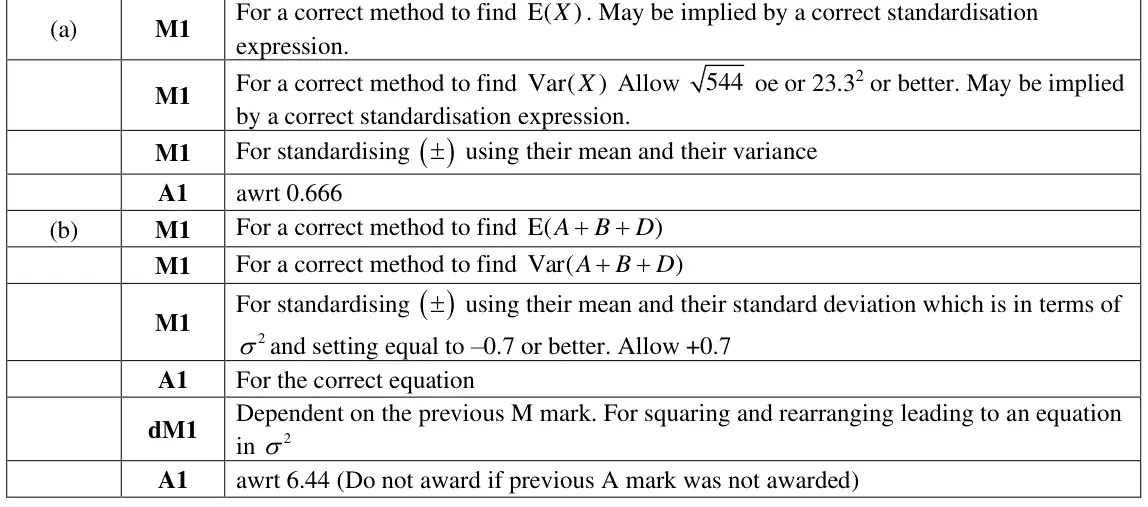 (a) M1 For a correct method to find E(X). May be implied by a correct standardisation
expression.
M1 For a correct method to find Var(X) Allow √544 oe or 23.3² or better. May be implied
by a correct standardisation expression.
M1 For standardising (±) using their mean and their variance
A1 awrt 0.666
(b) M1 For a correct method to find E(A + B + D)
M1 For a correct method to find Var(A + B + D)
M1 For standardising (±) using their mean and their standard deviation which is in terms of
σ² and setting equal to –0.7 or better. Allow +0.7
A1 For the correct equation
dM1 Dependent on the previous M mark. For squaring and rearranging leading to an equation
in σ²
A1 awrt 6.44 (Do not award if previous A mark was not awarded)